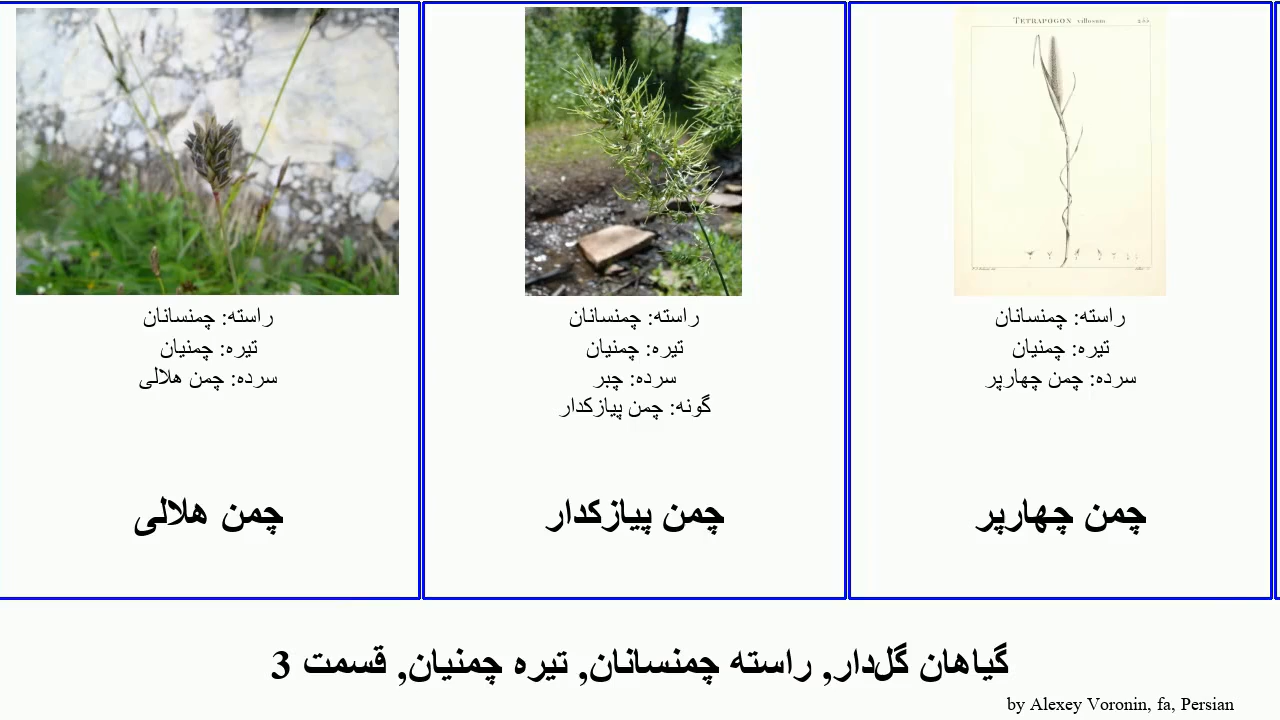 TETRAPOGON villosum 255
راسته: چمنسانان
تیره: چمنیان
سرده: چمن هلالی
چمن هلالی
راسته: چمنسانان
تیره: چمنیان
سرده: چبر
گونه: چمن پیازکدار
چمن پیازکدار
راسته: چمنسانان
تیره: چمنیان
سرده: چمن چهارپر
چمن چهارپر
گیاهان گل‌دار, راسته چمنسانان, تیره چمنیان, قسمت 3
by Alexey Voronin, fa, Persian